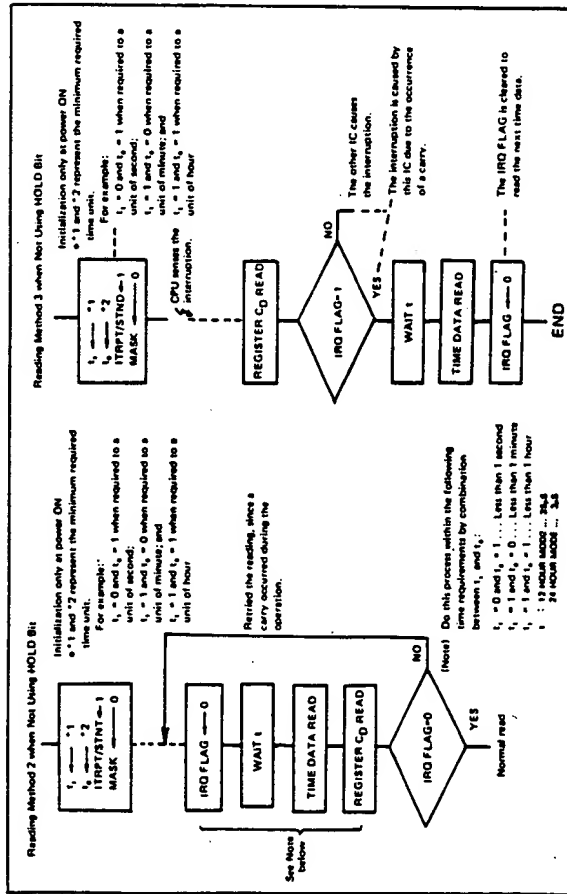 Reading Method 2 when Not Using HOLD Bit
t₁ ← *1
t₀ ← *2
ITRPT/STNT ← 1
MASK ← 0
Initialization only at power ON
● *1 and *2 represent the minimum required
time unit.
For example:
t₁ = 0 and t₀ = 1 when required to a
unit of second;
t₁ = 1 and t₀ = 0 when required to a
unit of minute; and
t₁ = 1 and t₀ = 1 when required to a
unit of hour
Retried the reading, since a
carry occurred during the
operation.
IRQ FLAG ← 0
WAIT t
TIME DATA READ
REGISTER C_D READ
See Note
below
IRQ FLAG=0
NO
YES
Normal read
(Note) Do this process within the following
time requirements by combination
between t₁ and t₀:
t₁ = 0 and t₀ = 1 ... Less than 1 second
t₁ = 1 and t₀ = 0 ... Less than 1 minute
t₁ = 1 and t₀ = 1 ... Less than 1 hour
t : 12 HOUR MODE ...
24 HOUR MODE ...
Reading Method 3 when Not Using HOLD Bit
t₁ ← *1
t₀ ← *2
ITRPT/STND ← 1
MASK ← 0
Initialization only at power ON
● *1 and *2 represent the minimum required
time unit.
For example:
t₁ = 0 and t₀ = 1 when required to a
unit of second;
t₁ = 1 and t₀ = 0 when required to a
unit of minute; and
t₁ = 1 and t₀ = 1 when required to a
unit of hour
CPU senses the
interruption.
REGISTER C_D READ
IRQ FLAG=1
NO
The other IC causes
the interruption.
YES
The interruption is caused by
this IC due to the occurrence
of a carry.
WAIT t
TIME DATA READ
IRQ FLAG ← 0
The IRQ FLAG is cleared to
read the next time data.
END